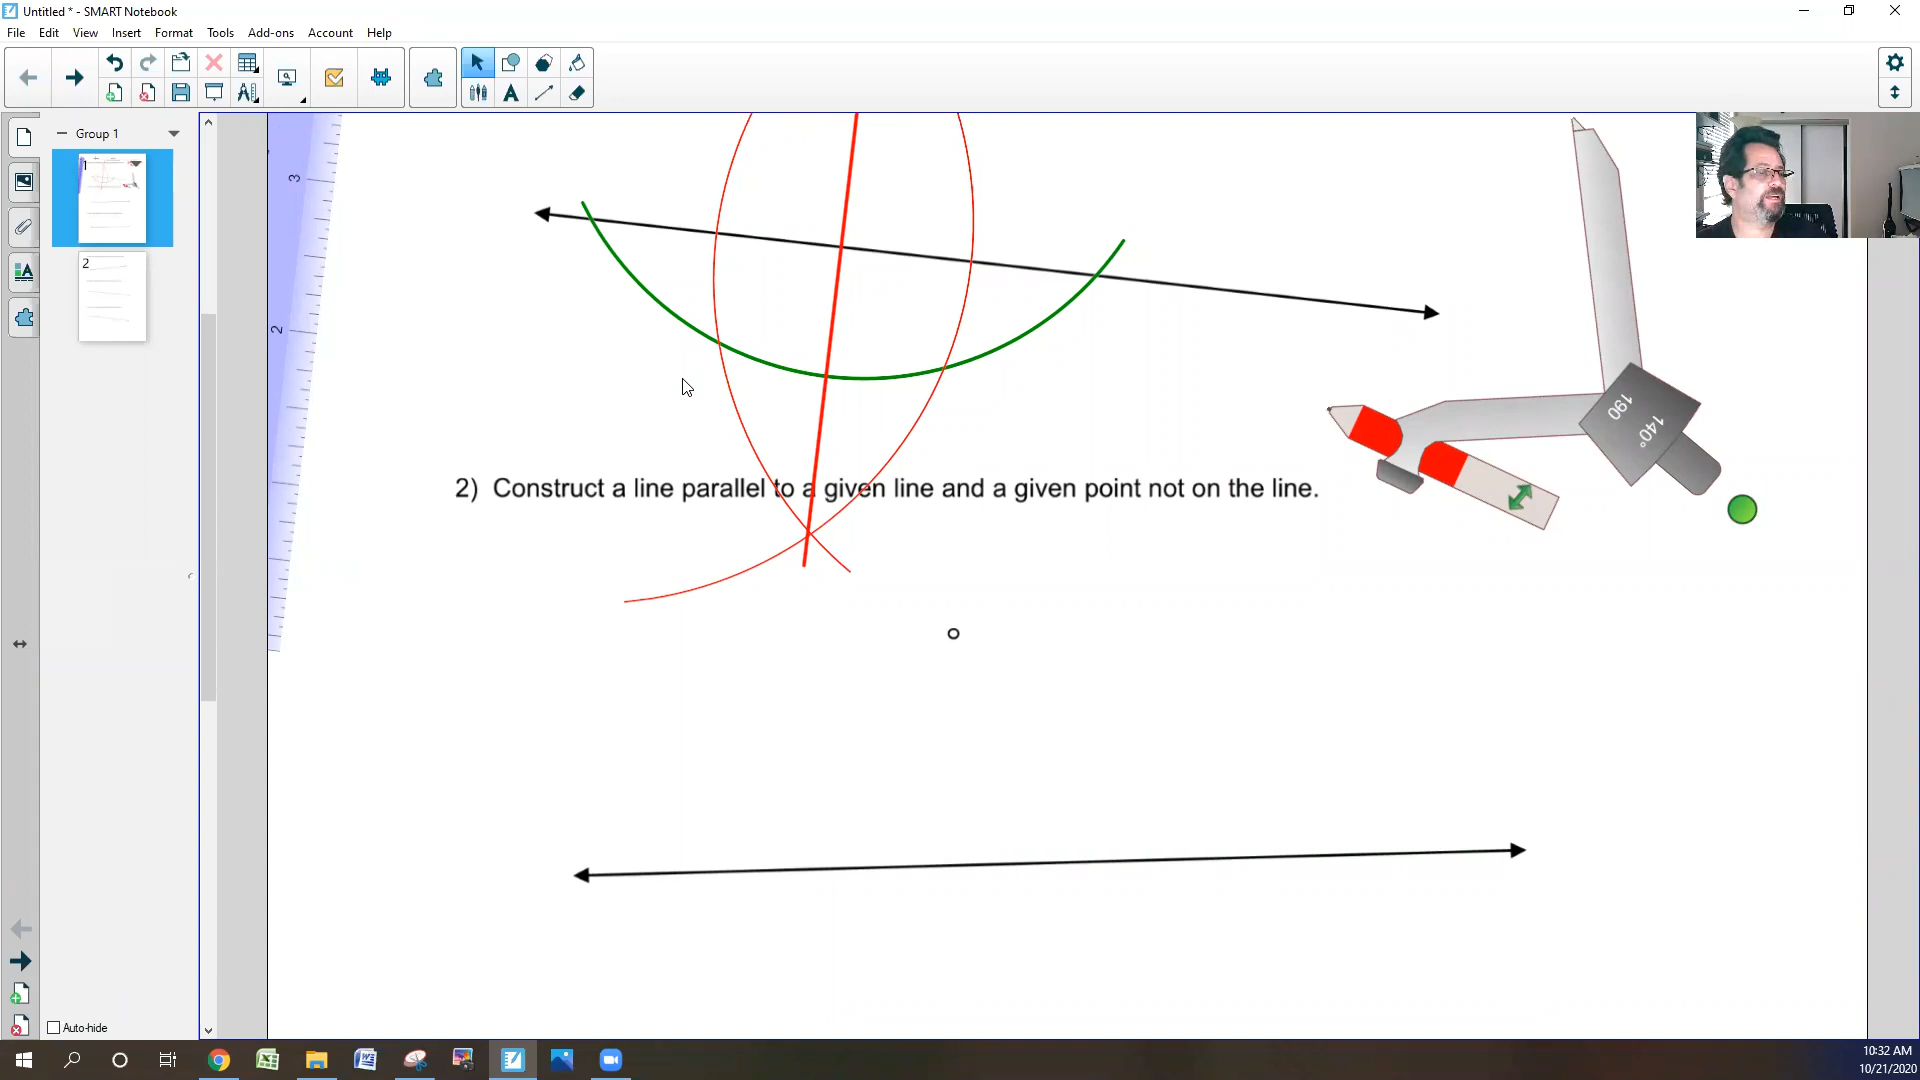 Untitled * - SMART Notebook
File Edit View Insert Format Tools Add-ons Account Help
Group 1
1
2
3
2
190
140°
2) Construct a line parallel to a given line and a given point not on the line.
Auto-hide
10:32 AM
10/21/2020